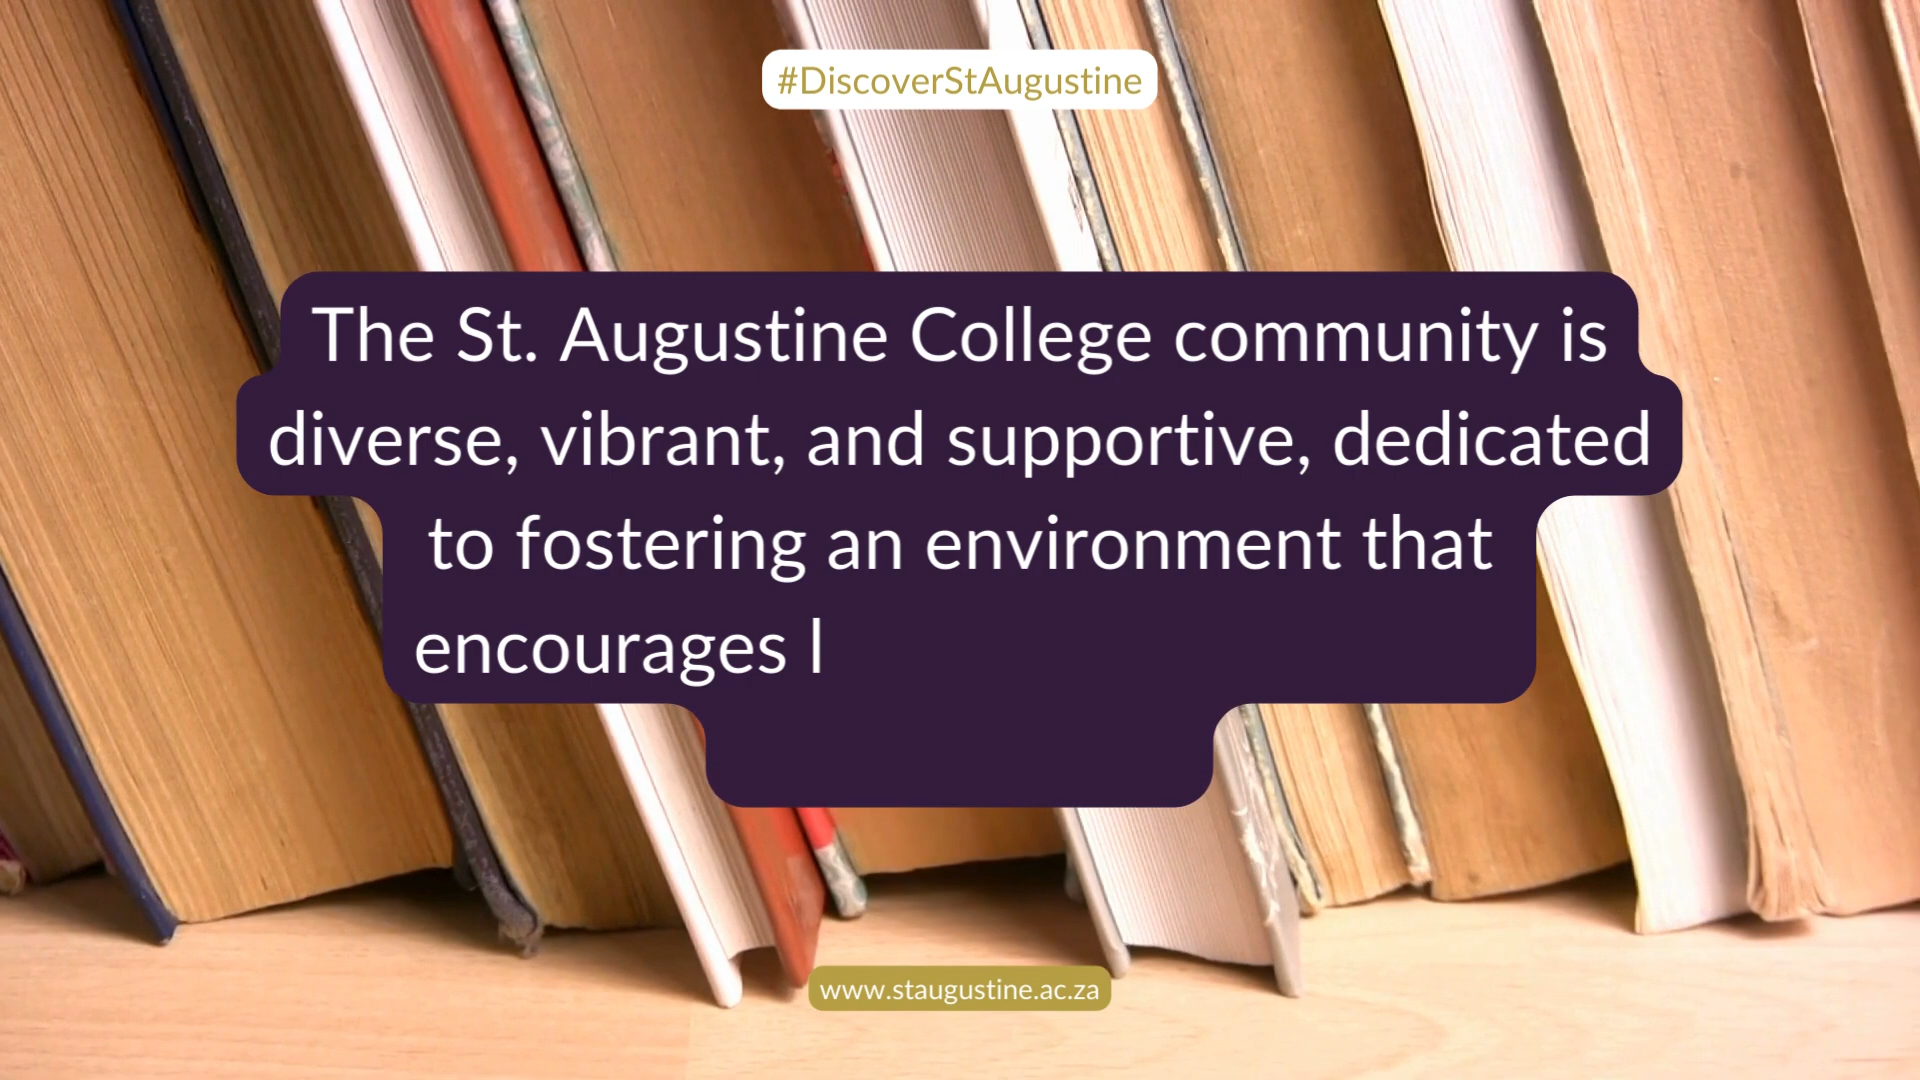 #DiscoverStAugustine
The St. Augustine College community is
diverse, vibrant, and supportive, dedicated
to fostering an environment that
encourages l
www.staugustine.ac.za